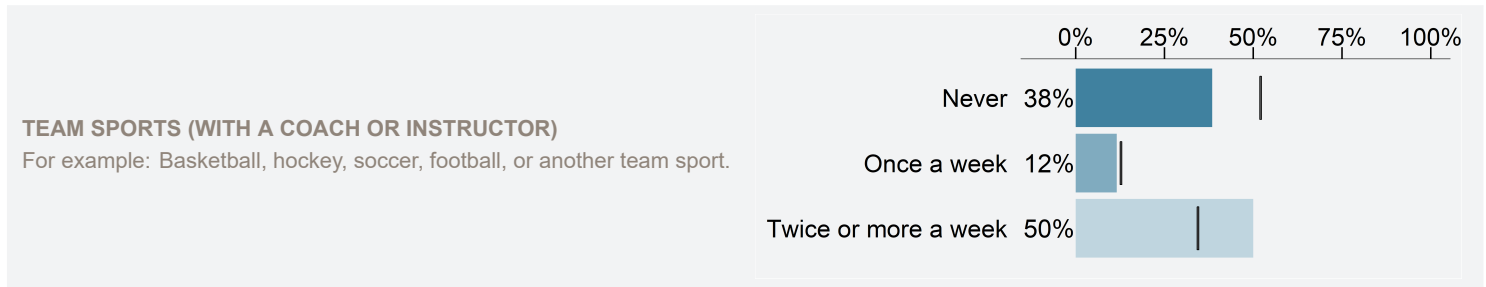 0% 25% 50% 75% 100%
Never 38%
TEAM SPORTS (WITH A COACH OR INSTRUCTOR)
For example: Basketball, hockey, soccer, football, or another team sport.
Once a week 12%
Twice or more a week 50%